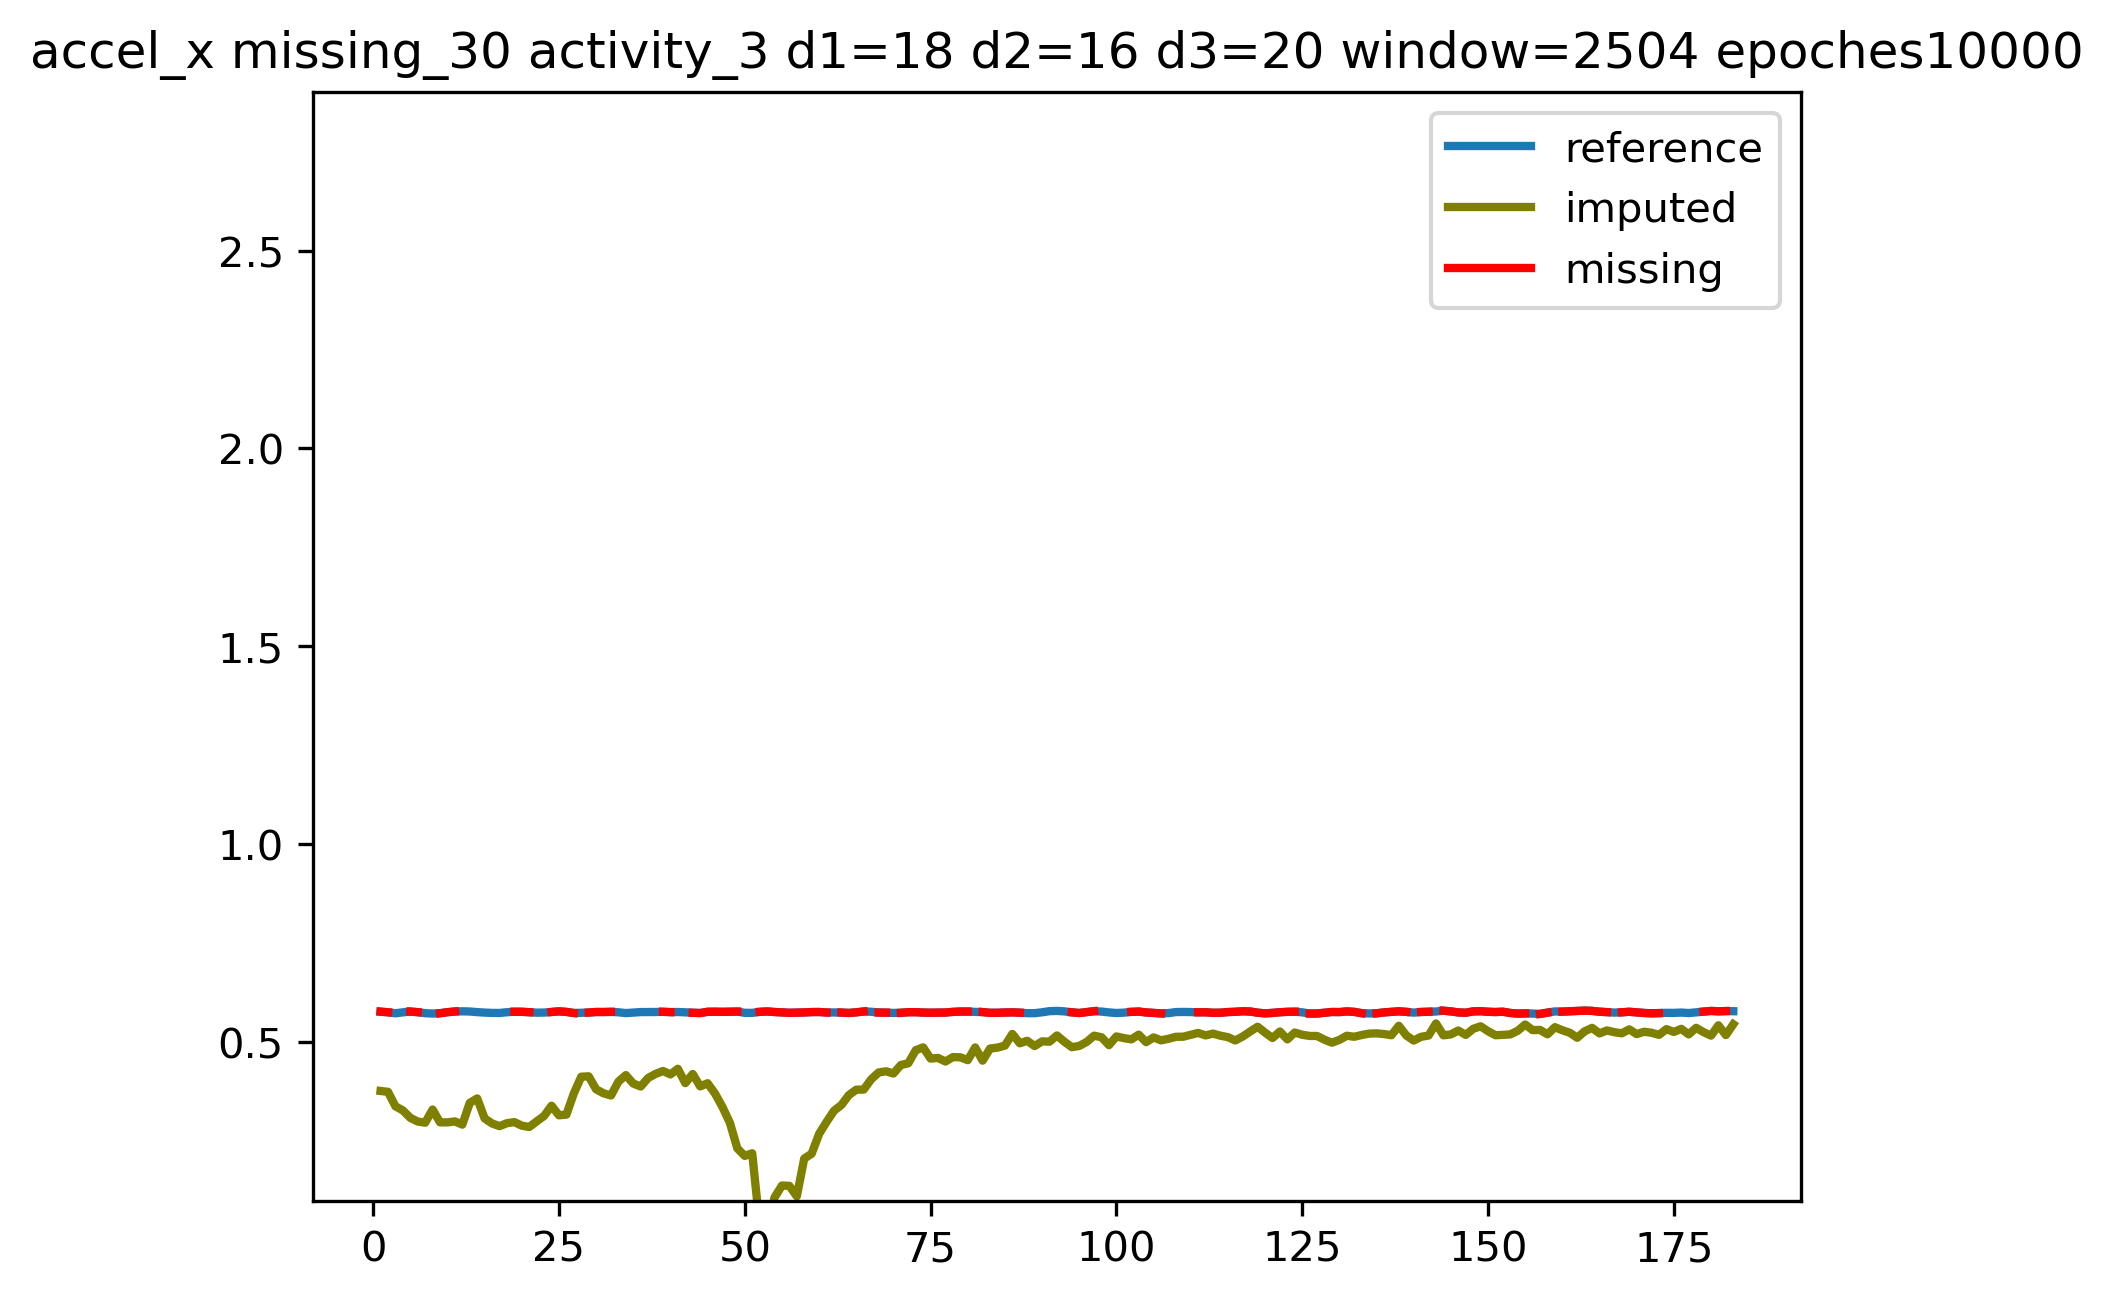 accel_x missing_30 activity_3 d1=18 d2=16 d3=20 window=2504 epoches10000
reference
imputed
missing
2.5
2.0
1.5
1.0
0.5
0 25 50 75 100 125 150 175